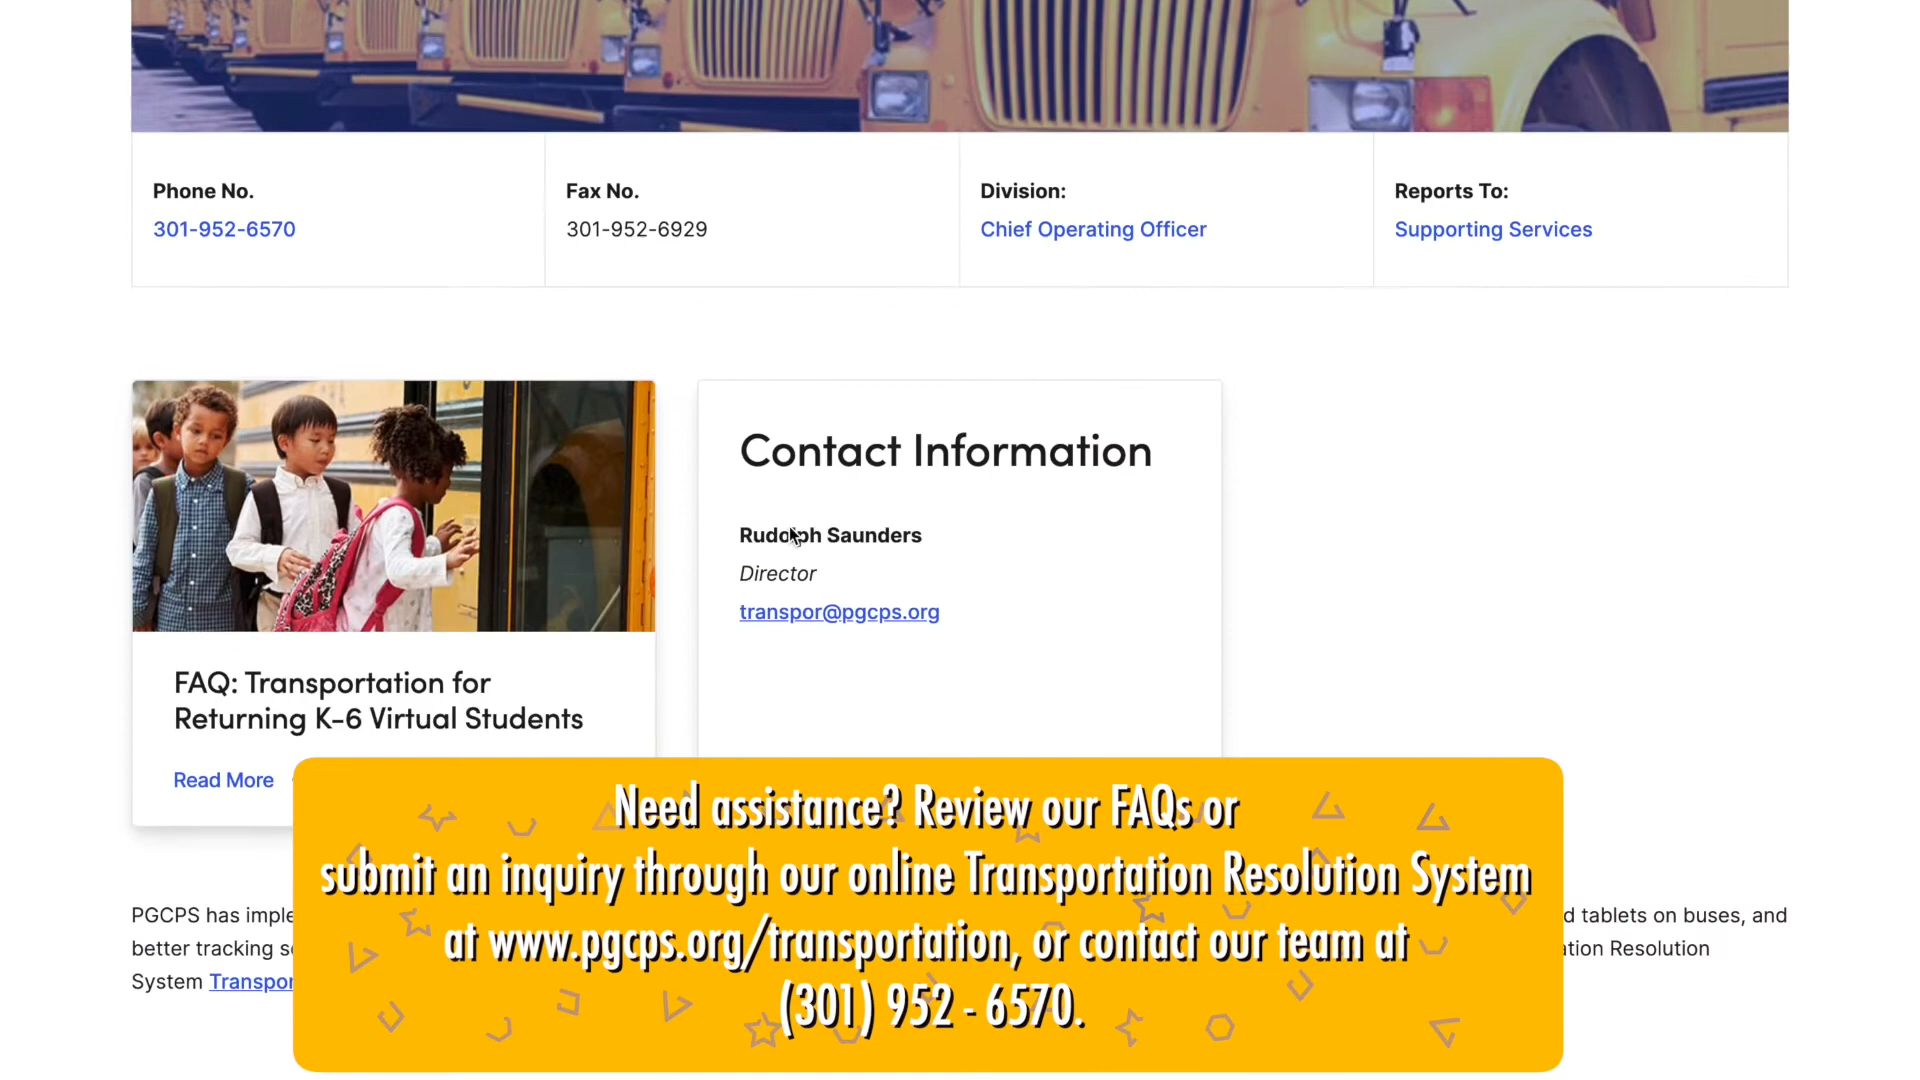 Phone No.
301-952-6570
Fax No.
301-952-6929
Division:
Chief Operating Officer
Reports To:
Supporting Services
Contact Information
Rudolph Saunders
Director
transpor@pgcps.org
FAQ: Transportation for
Returning K-6 Virtual Students
Read More
Need assistance? Review our FAQs or
submit an inquiry through our online Transportation Resolution System
at www.pgcps.org/transportation, or contact our team at
(301) 952 - 6570.
PGCPS has
tablets on buses, and
better tracking
Resolution
System